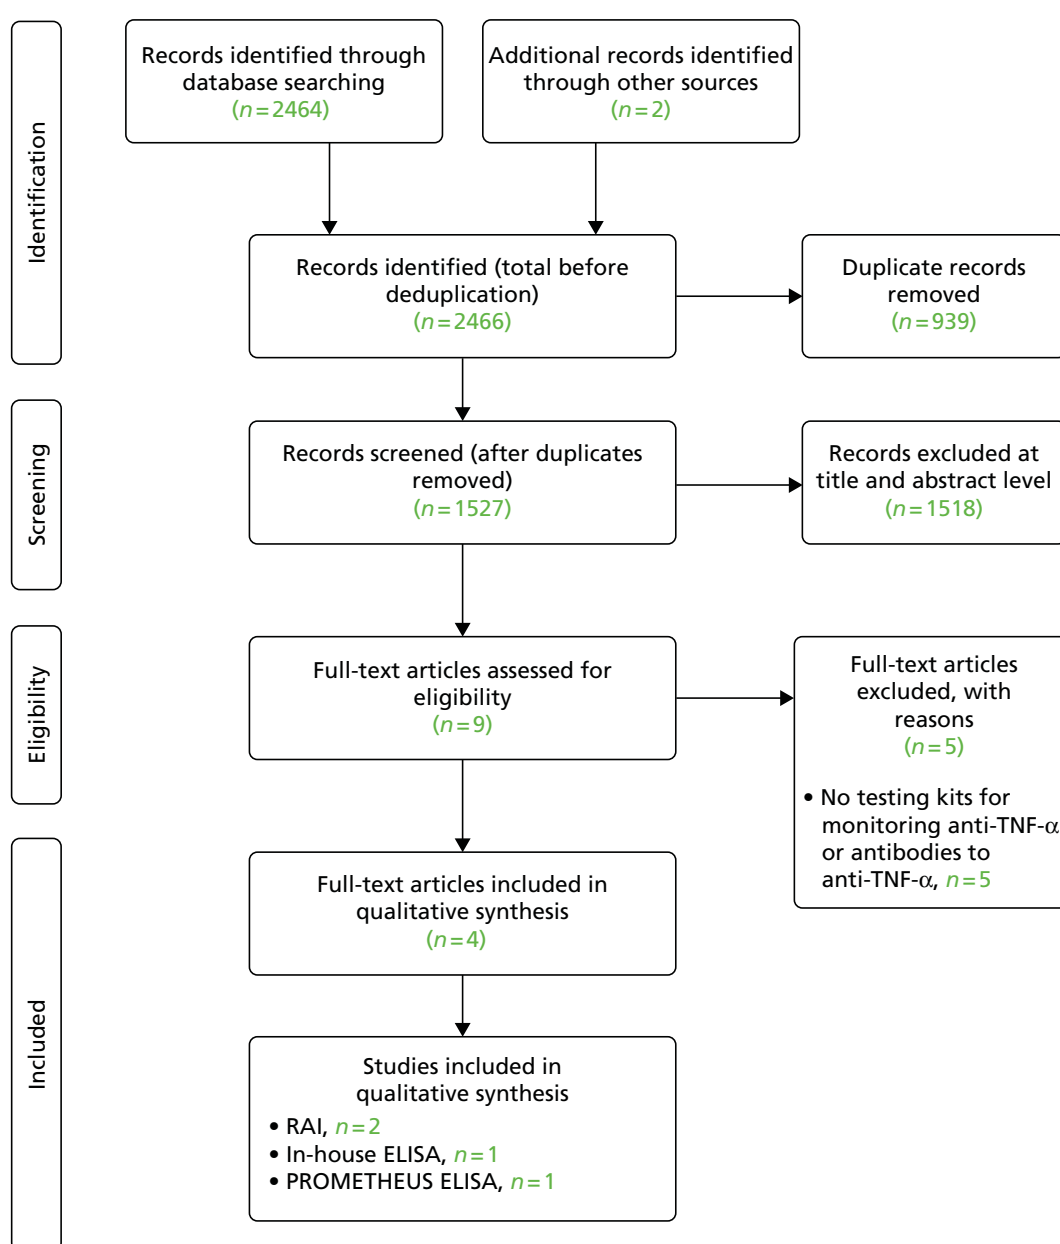 Identification
Records identified through
database searching
(n=2464)
Additional records identified
through other sources
(n=2)
Records identified (total before
deduplication)
(n=2466)
Duplicate records
removed
(n=939)
Screening
Records screened (after duplicates
removed)
(n=1527)
Records excluded at
title and abstract level
(n=1518)
Eligibility
Full-text articles assessed for
eligibility
(n=9)
Full-text articles
excluded, with
reasons
(n=5)
• No testing kits for
monitoring anti-TNF-α
or antibodies to
anti-TNF-α, n=5
Included
Full-text articles included in
qualitative synthesis
(n=4)
Studies included in
qualitative synthesis
• RAI, n=2
• In-house ELISA, n=1
• PROMETHEUS ELISA, n=1